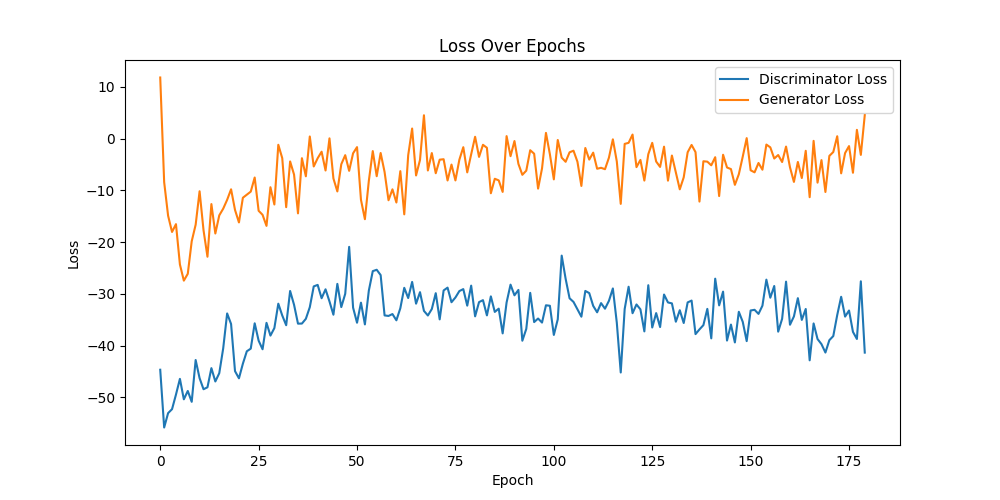 Loss Over Epochs
Discriminator Loss
Generator Loss
10
0
−10
−20
−30
−40
−50
Loss
0 25 50 75 100 125 150 175
Epoch